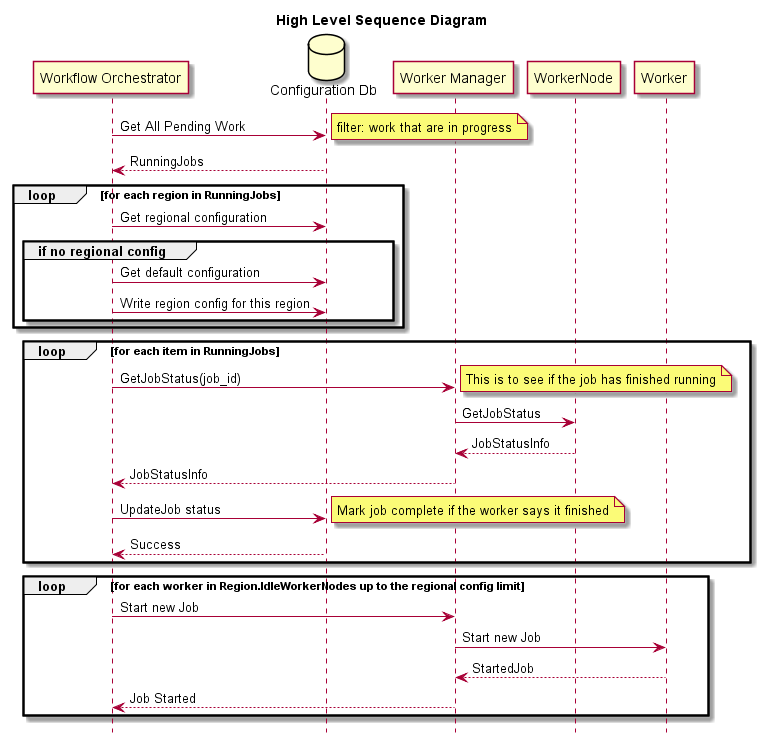 High Level Sequence Diagram
Workflow Orchestrator
Configuration Db
Worker Manager
WorkerNode
Worker
Get All Pending Work
filter: work that are in progress
RunningJobs
loop
[for each region in RunningJobs]
Get regional configuration
if no regional config
Get default configuration
Write region config for this region
loop
[for each item in RunningJobs]
GetJobStatus(job_id)
This is to see if the job has finished running
GetJobStatus
JobStatusInfo
JobStatusInfo
UpdateJob status
Mark job complete if the worker says it finished
Success
loop
[for each worker in Region.IdleWorkerNodes up to the regional config limit]
Start new Job
Start new Job
StartedJob
Job Started